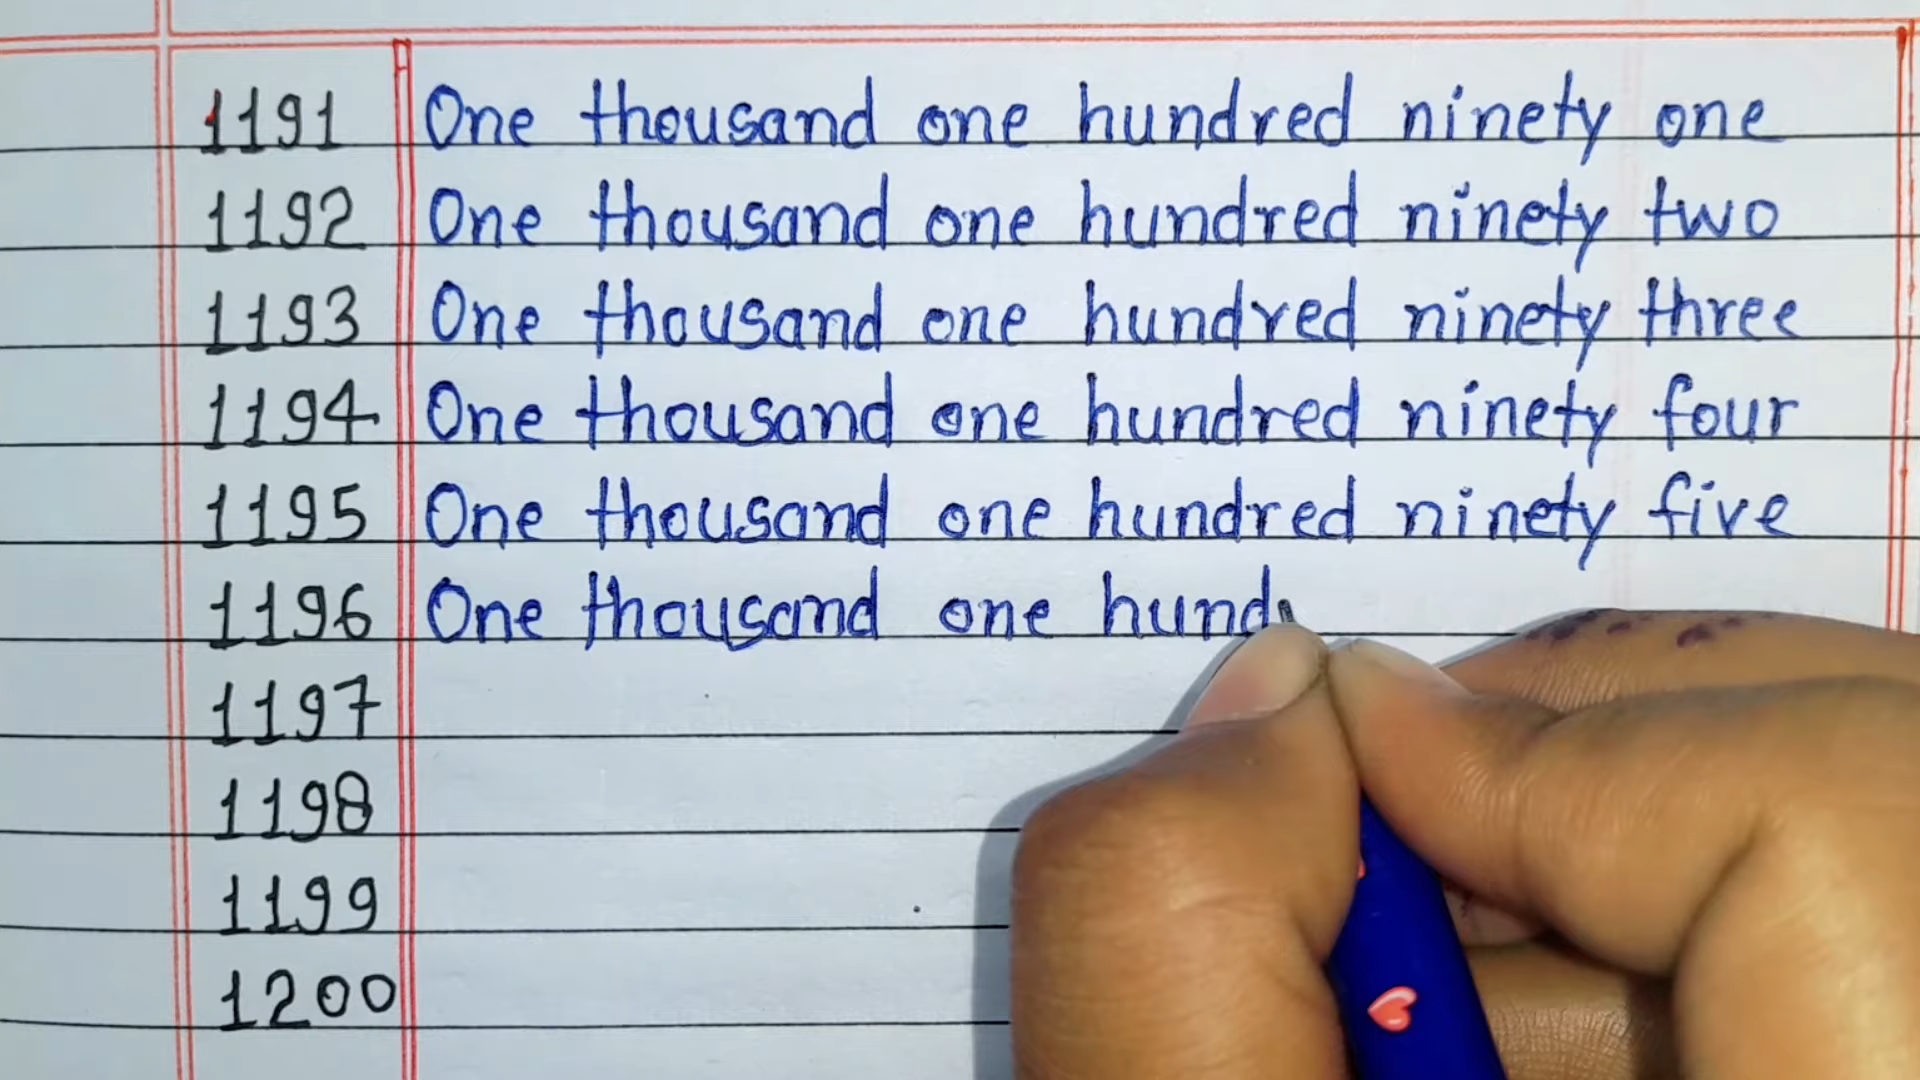 1191 One thousand one hundred ninety one
1192 One thousand one hundred ninety two
1193 One thousand one hundred ninety three
1194 One thousand one hundred ninety four
1195 One thousand one hundred ninety five
1196 One thousand one hund
1197
1198
1199
1200